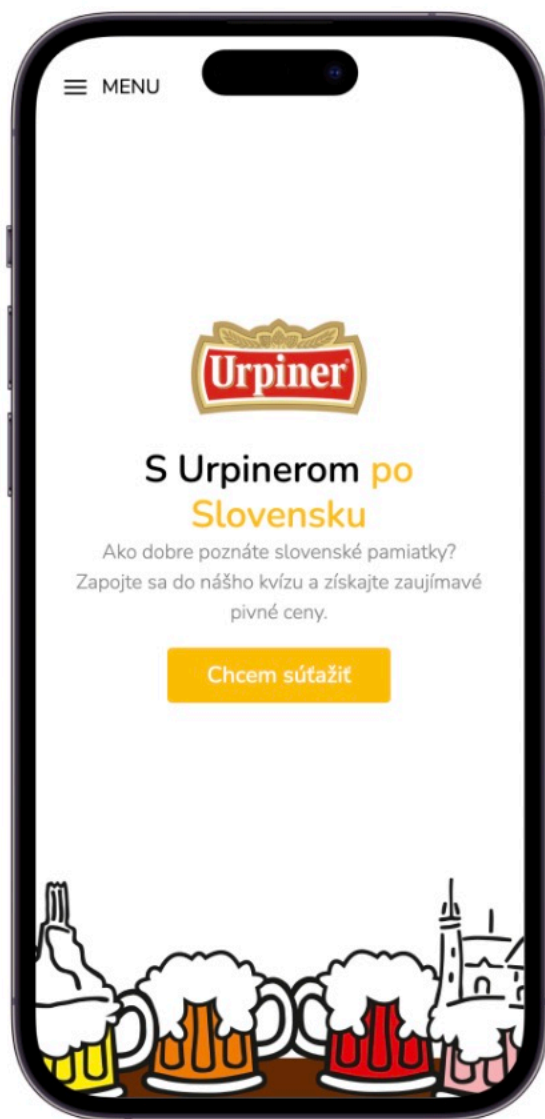 MENU
Urpiner
S Urpinerom po
Slovensku
Ako dobre poznáte slovenské pamiatky?
Zapojte sa do nášho kvízu a získajte zaujímavé
pivné ceny.
Chcem súťažiť